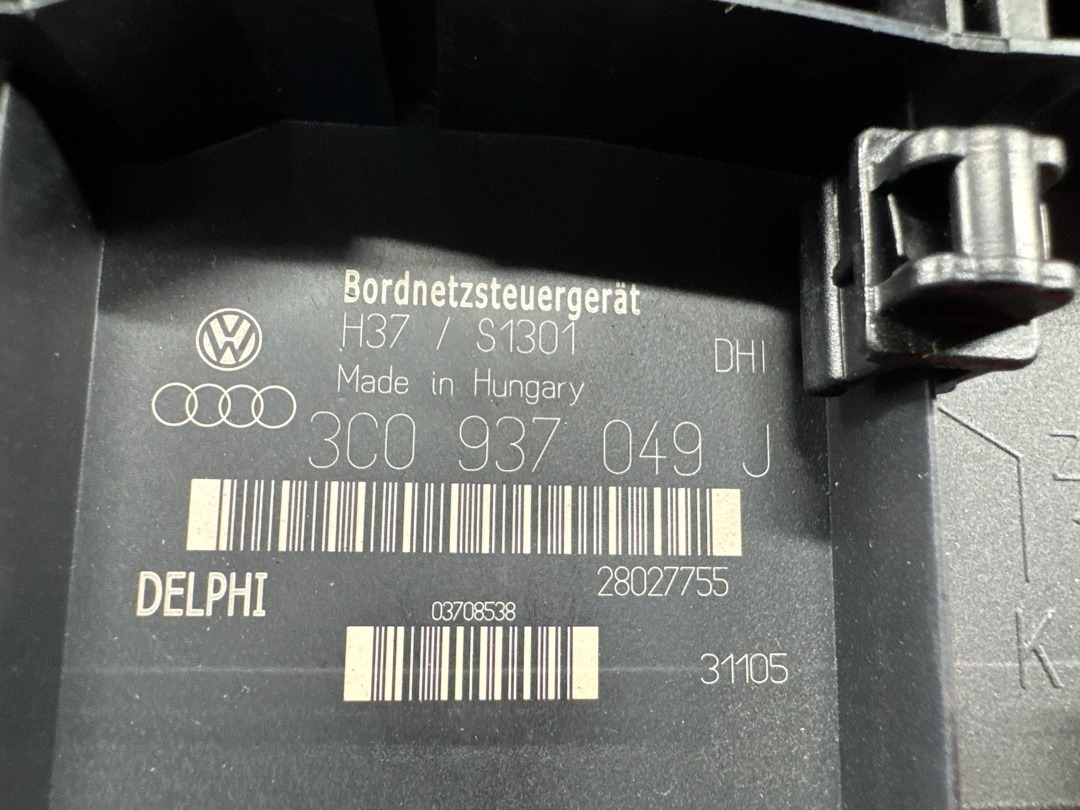 Bordnetzsteuergerät
H37 / S1301
DHI
Made in Hungary
3C0 937 049 J
DELPHI
28027755
03708538
31105
K